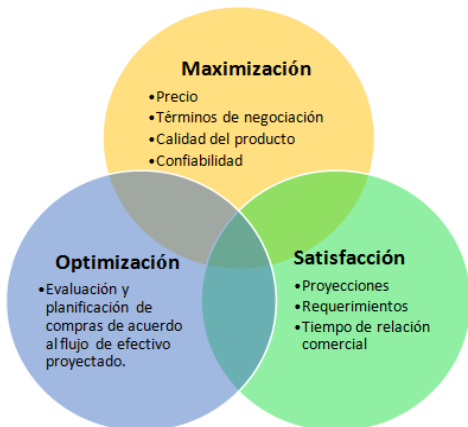 Maximización
•Precio
•Términos de negociación
•Calidad del producto
•Confiabilidad
Optimización
•Evaluación y
planificación de
compras de acuerdo
al flujo de efectivo
proyectado.
Satisfacción
•Proyecciones
•Requerimientos
•Tiempo de relación
comercial